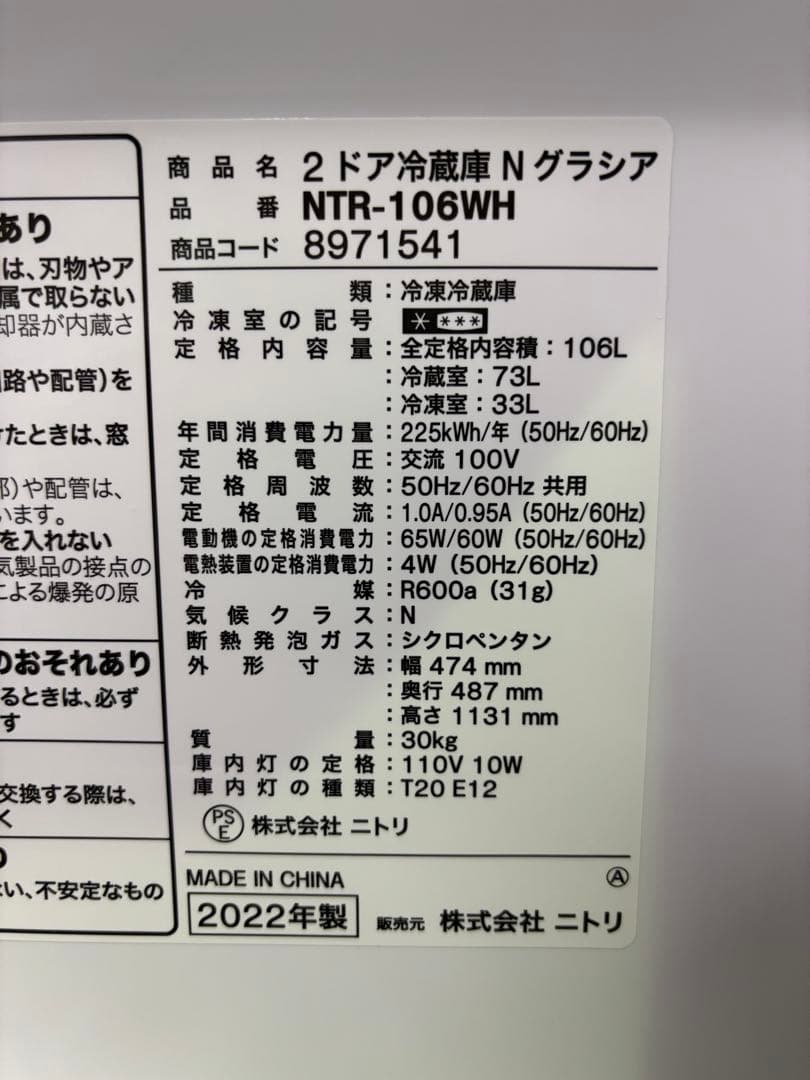 あり
は、刃物やア
属で取らない
却器が内蔵さ
路や配管)を
たときは、窓
部)や配管は、
います。
を入れない
気製品の接点の
による爆発の原
のおそれあり
るときは、必ず
す
交換する際は、
く
い、不安定なもの
商品名 2ドア冷蔵庫 N グラシア
品番 NTR-106WH
商品コード 8971541
種類:冷凍冷蔵庫
冷凍室の記号 * ***
定格内容量:全定格内容積:106L
:冷蔵室:73L
:冷凍室:33L
年間消費電力量:225kWh/年(50Hz/60Hz)
定格電圧:交流 100V
定格周波数:50Hz/60Hz 共用
定格電流:1.0A/0.95A(50Hz/60Hz)
電動機の定格消費電力:65W/60W(50Hz/60Hz)
電熱装置の定格消費電力:4W(50Hz/60Hz)
冷媒:R600a(31g)
気候クラス:N
断熱発泡ガス:シクロペンタン
外形寸法:幅 474 mm
:奥行 487 mm
:高さ 1131 mm
質量:30kg
庫内灯の定格:110V 10W
庫内灯の種類:T20 E12
PSE 株式会社 ニトリ
MADE IN CHINA Ⓐ
2022年製 販売元 株式会社 ニトリ